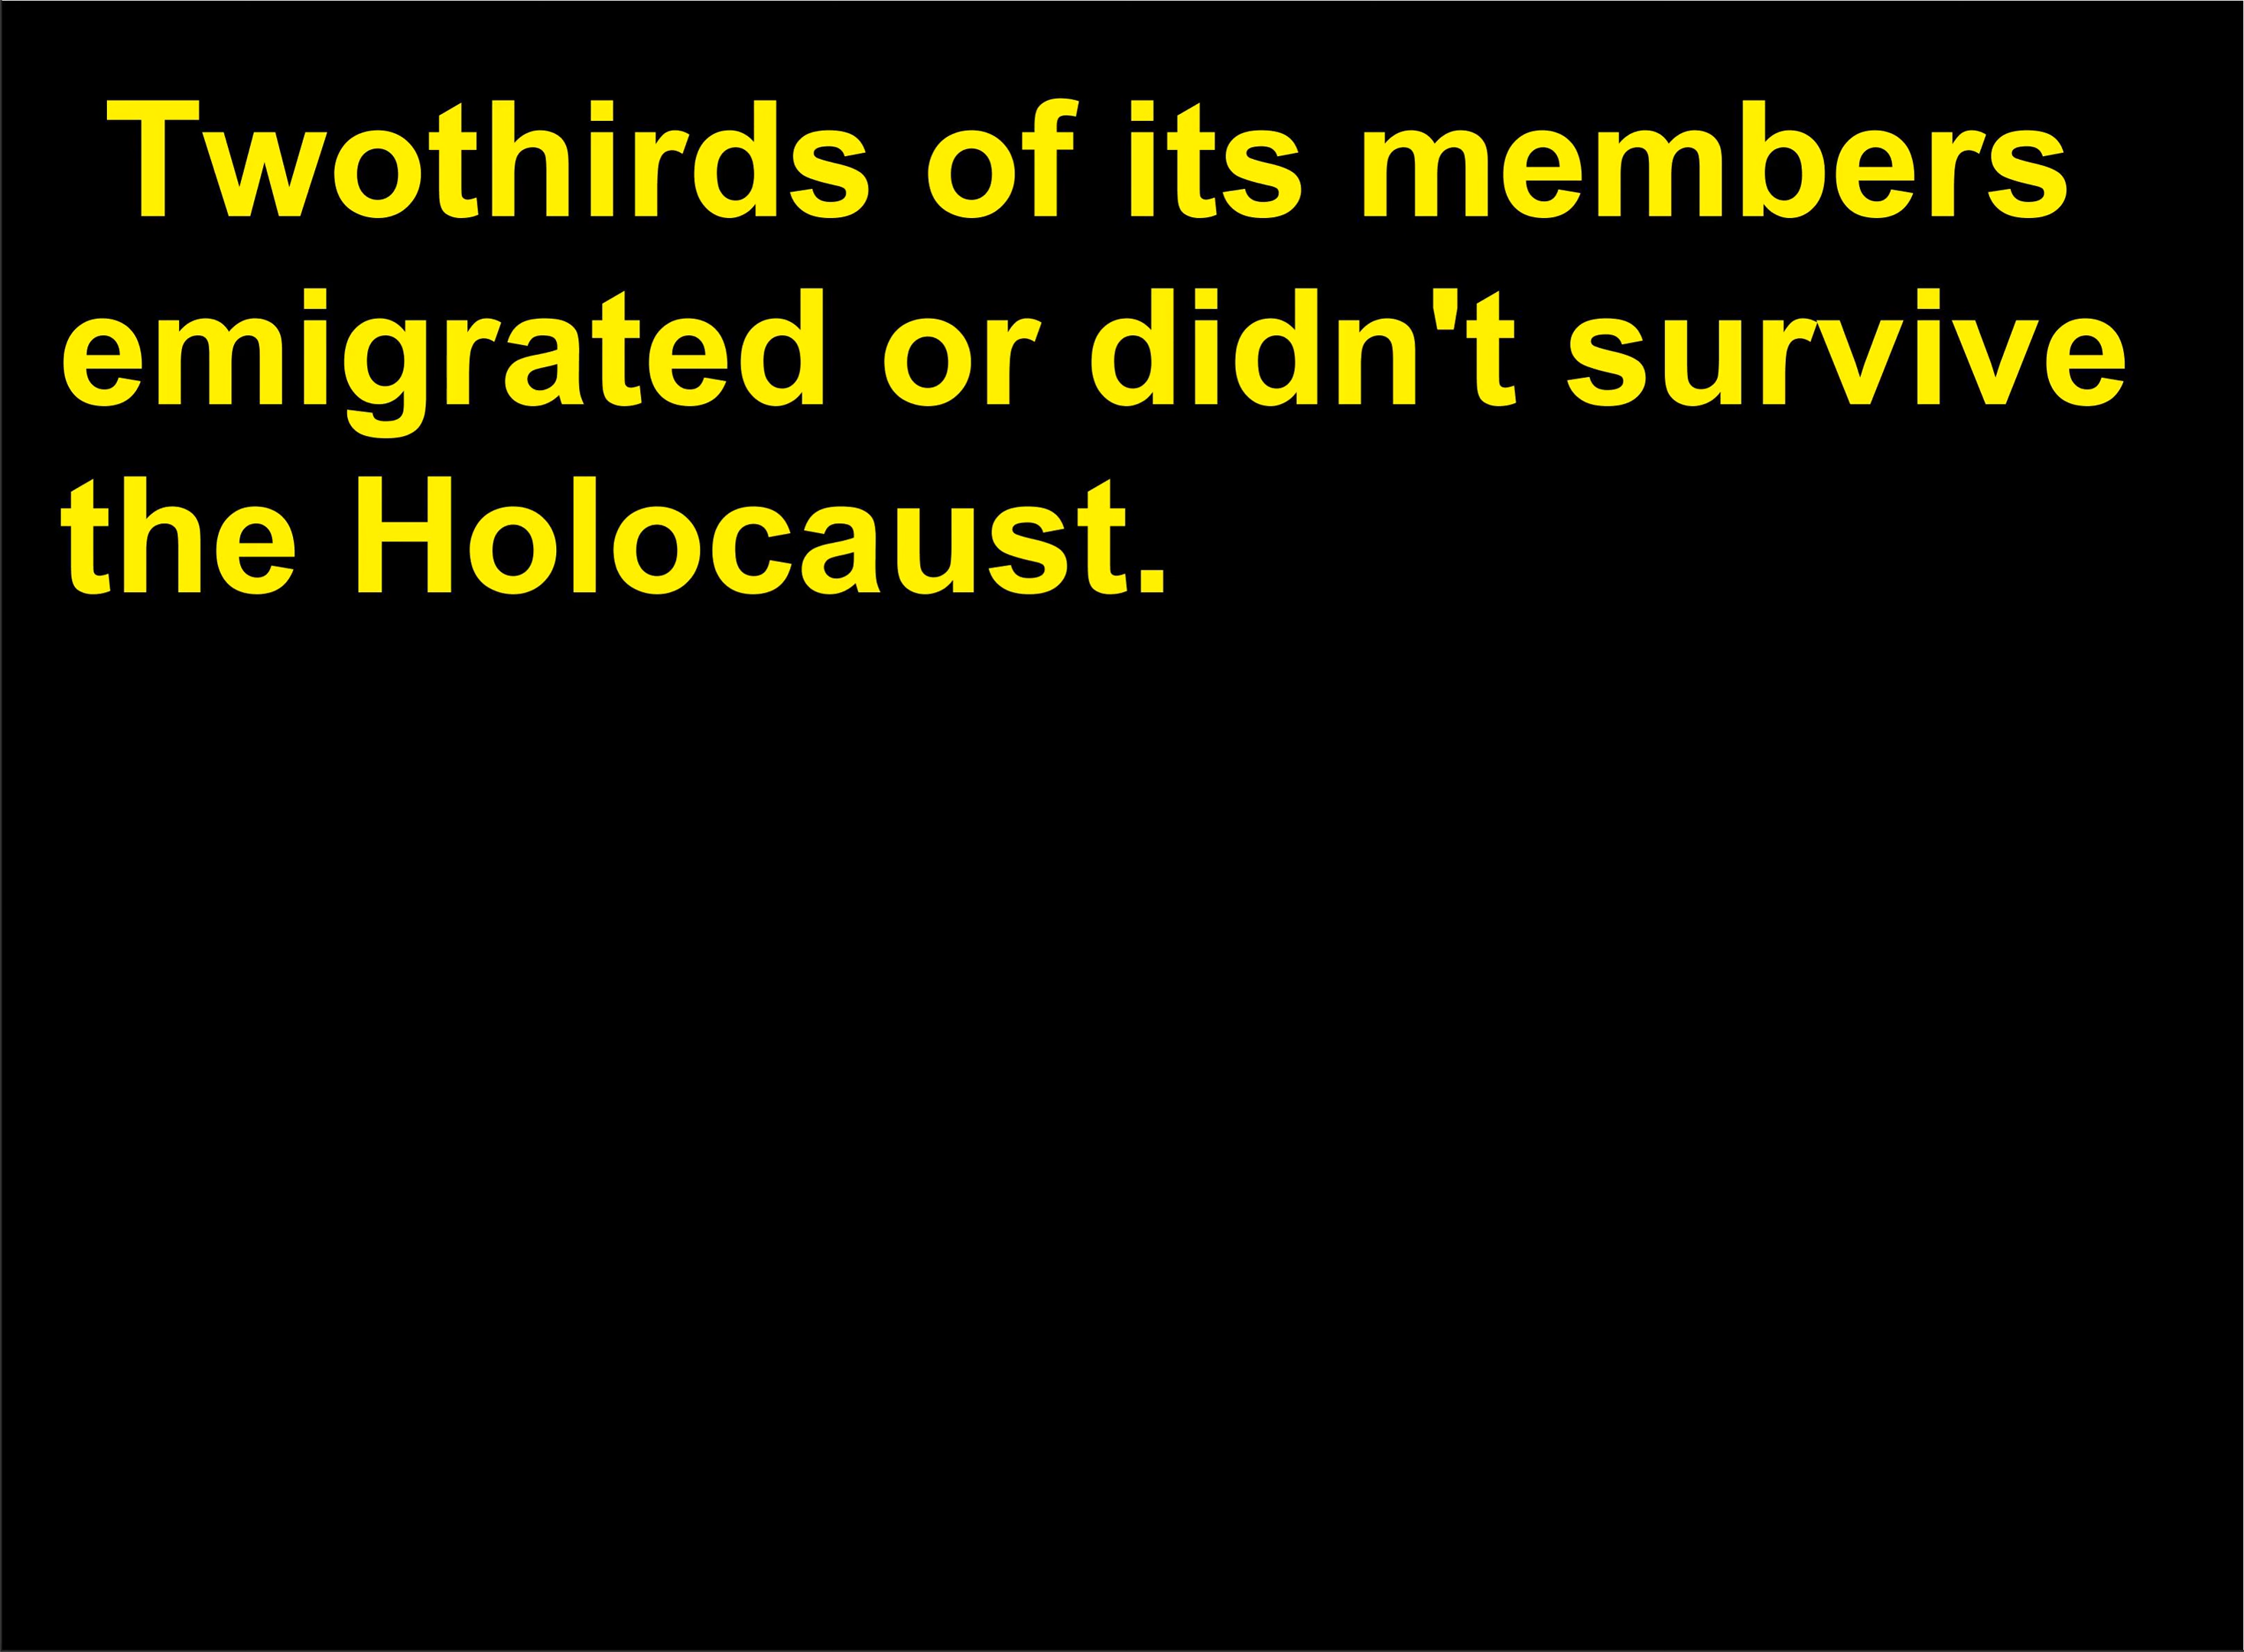 Twothirds of its members
emigrated or didn't survive
the Holocaust.